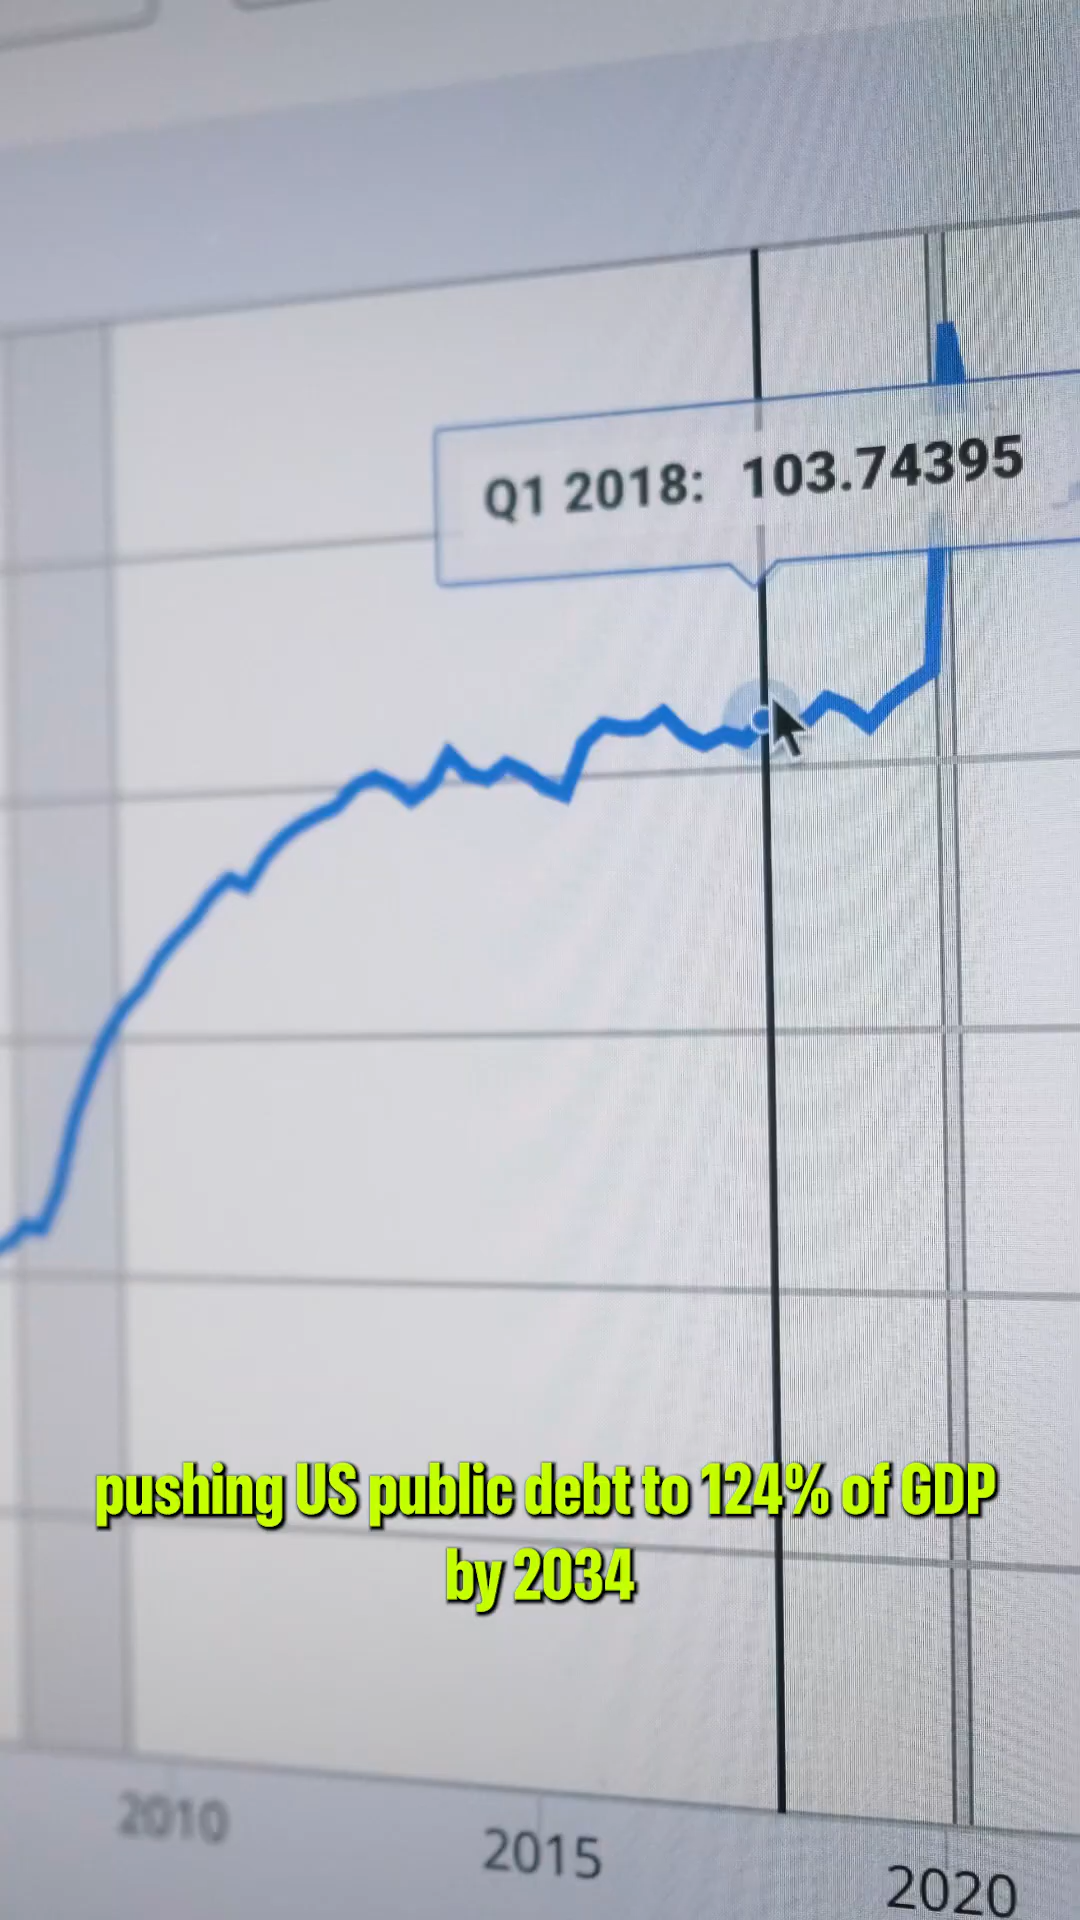 Q1 2018: 103.74395
pushing US public debt to 124% of GDP
by 2034
2010
2015
2020